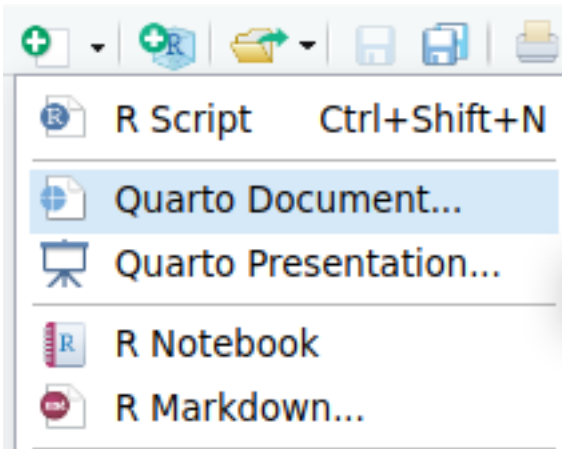 R Script Ctrl+Shift+N
Quarto Document...
Quarto Presentation...
R Notebook
R Markdown...